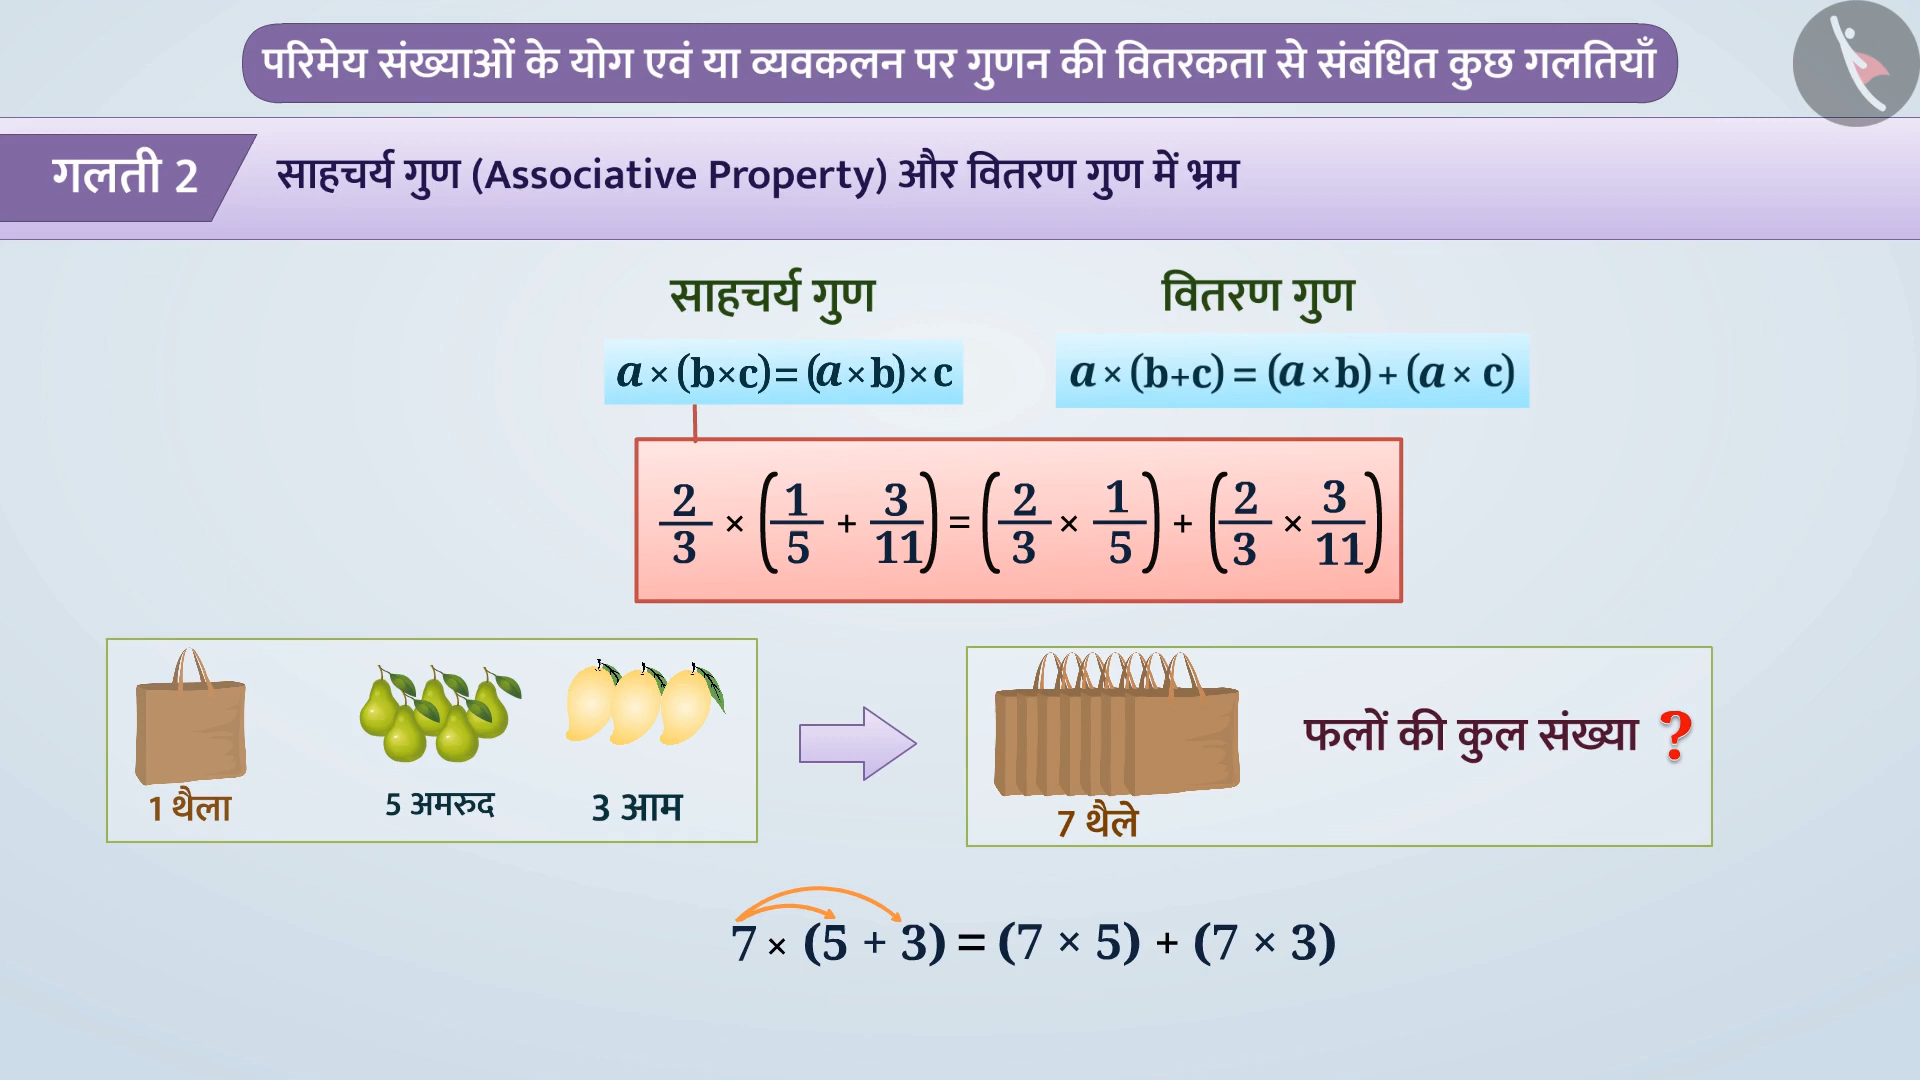 परिमेय संख्याओं के योग एवं या व्यवकलन पर गुणन की वितरकता से संबंधित कुछ गलतियाँ
गलती 2
साहचर्य गुण (Associative Property) और वितरण गुण में भ्रम
साहचर्य गुण
वितरण गुण
a × (b×c) = (a×b)×c
a × (b+c) = (a×b) + (a × c)
2/3 × (1/5 + 3/11) = (2/3 × 1/5) + (2/3 × 3/11)
1 थैला
5 अमरुद
3 आम
7 थैले
फलों की कुल संख्या ?
7 × (5 + 3) = (7 × 5) + (7 × 3)